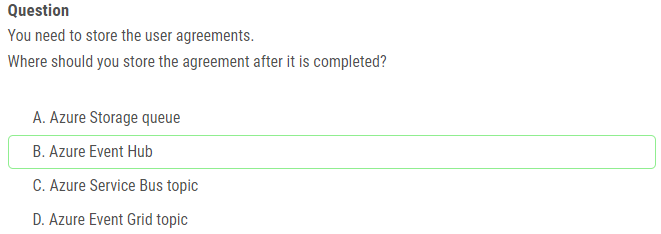 Question
You need to store the user agreements.
Where should you store the agreement after it is completed?
A. Azure Storage queue
B. Azure Event Hub
C. Azure Service Bus topic
D. Azure Event Grid topic